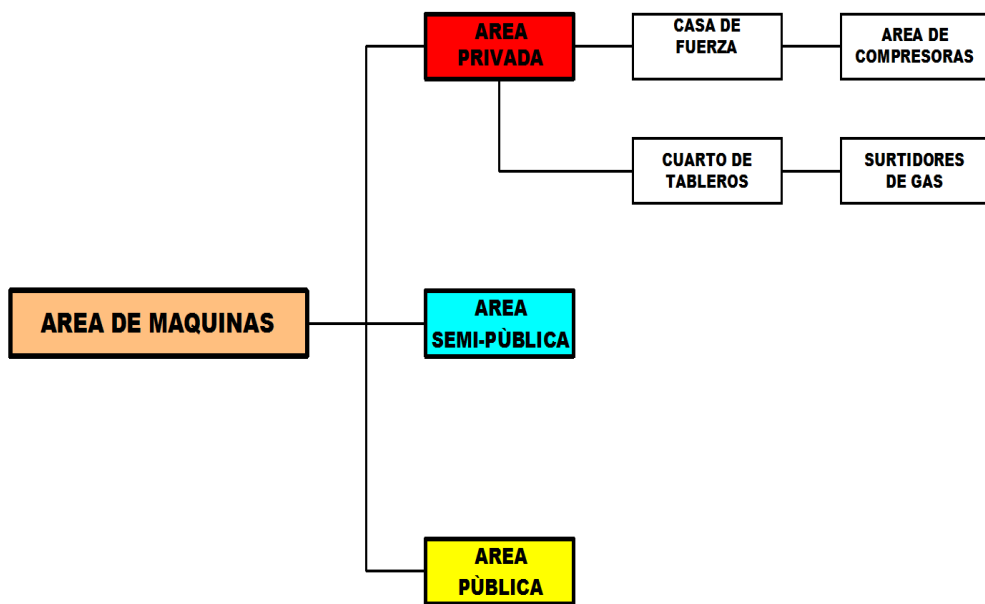 AREA
PRIVADA
CASA DE
FUERZA
AREA DE
COMPRESORAS
CUARTO DE
TABLEROS
SURTIDORES
DE GAS
AREA DE MAQUINAS
AREA
SEMI-PÙBLICA
AREA
PÙBLICA